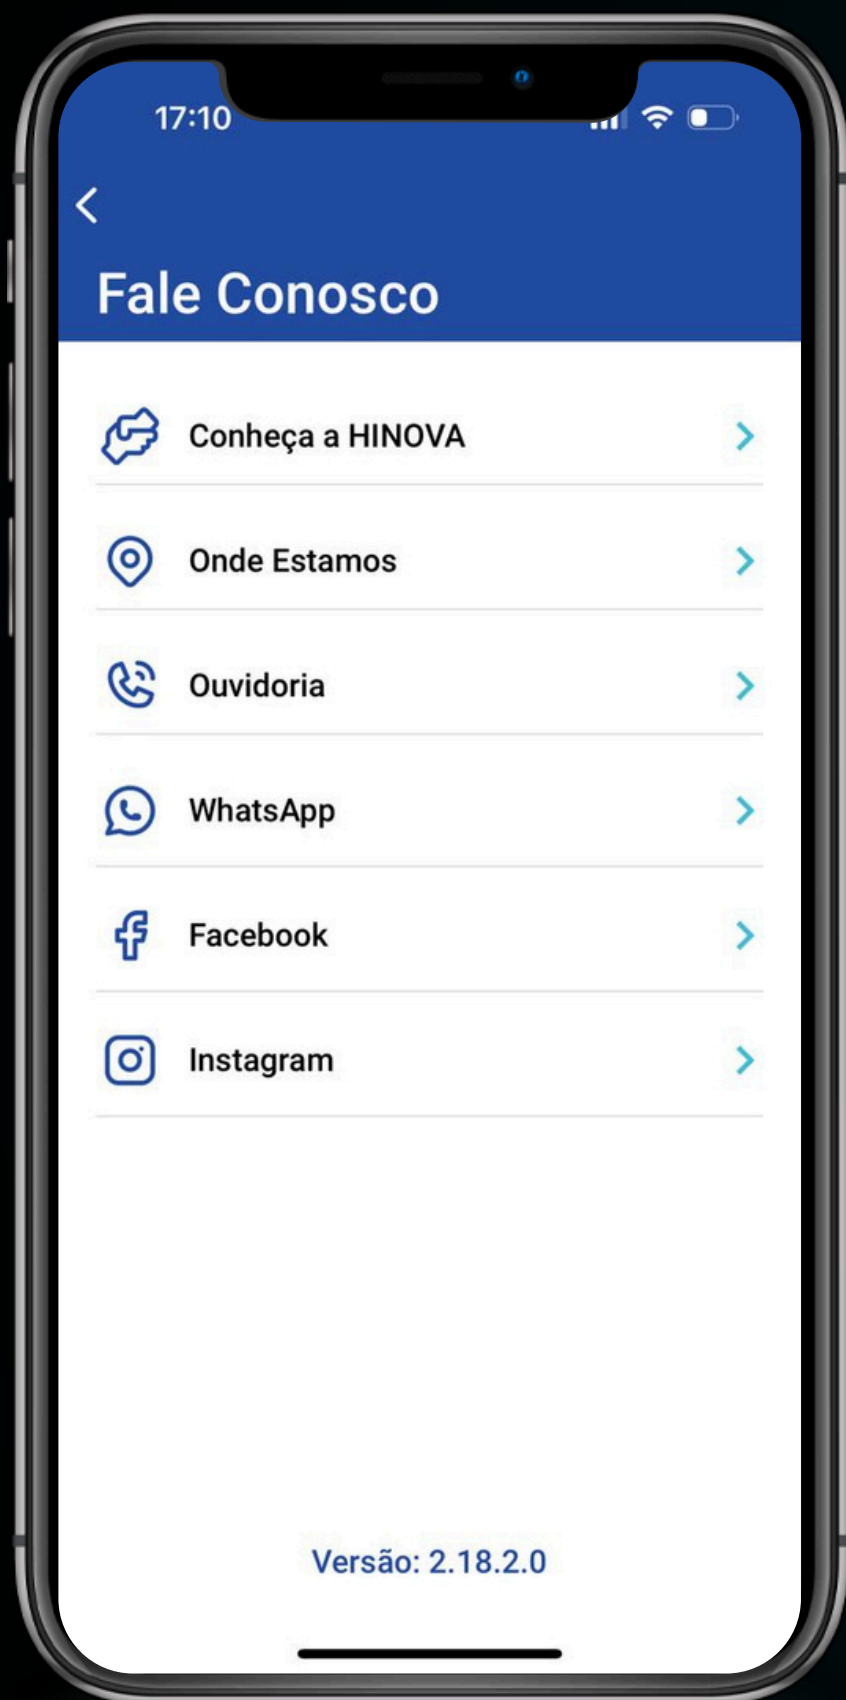 17:10
Fale Conosco
Conheça a HINOVA
Onde Estamos
Ouvidoria
WhatsApp
Facebook
Instagram
Versão: 2.18.2.0